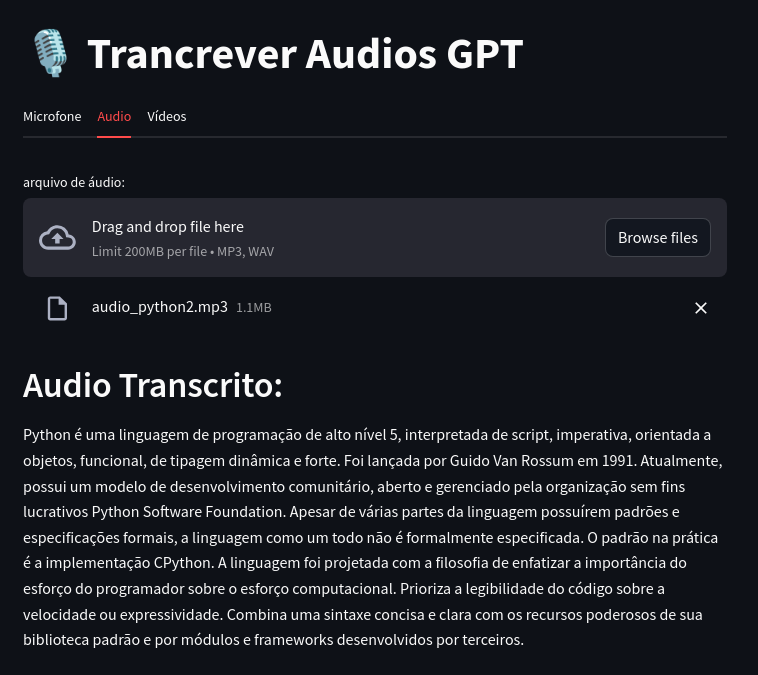 Trancrever Audios GPT
Microfone Audio Vídeos
arquivo de áudio:
Drag and drop file here
Limit 200MB per file • MP3, WAV
Browse files
audio_python2.mp3 1.1MB
Audio Transcrito:
Python é uma linguagem de programação de alto nível 5, interpretada de script, imperativa, orientada a
objetos, funcional, de tipagem dinâmica e forte. Foi lançada por Guido Van Rossum em 1991. Atualmente,
possui um modelo de desenvolvimento comunitário, aberto e gerenciado pela organização sem fins
lucrativos Python Software Foundation. Apesar de várias partes da linguagem possuírem padrões e
especificações formais, a linguagem como um todo não é formalmente especificada. O padrão na prática
é a implementação CPython. A linguagem foi projetada com a filosofia de enfatizar a importância do
esforço do programador sobre o esforço computacional. Prioriza a legibilidade do código sobre a
velocidade ou expressividade. Combina uma sintaxe concisa e clara com os recursos poderosos de sua
biblioteca padrão e por módulos e frameworks desenvolvidos por terceiros.